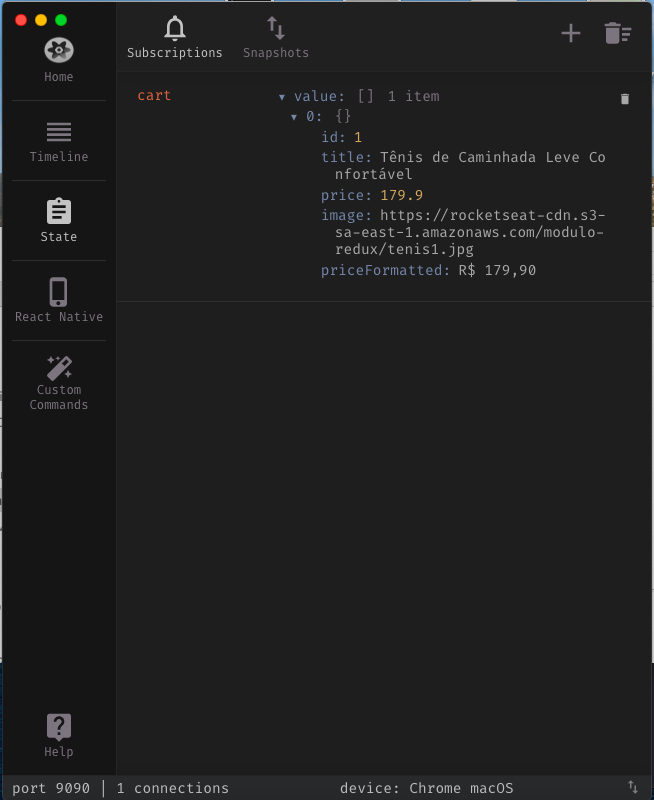 Subscriptions
Snapshots
Home
Timeline
State
React Native
Custom
Commands
Help
cart
▼ value: [] 1 item
▼ 0: {}
id: 1
title: Tênis de Caminhada Leve Co
nfortável
price: 179.9
image: https://rocketseat-cdn.s3-
sa-east-1.amazonaws.com/modulo-
redux/tenis1.jpg
priceFormatted: R$ 179,90
port 9090 | 1 connections
device: Chrome macOS